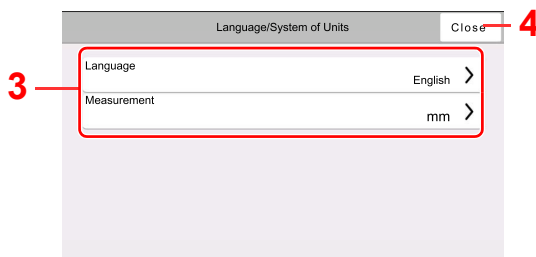 Language/System of Units
Close
4
3
Language
English
Measurement
mm